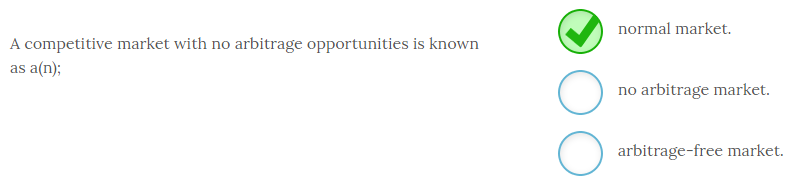 A competitive market with no arbitrage opportunities is known
as a(n);
normal market.
no arbitrage market.
arbitrage-free market.